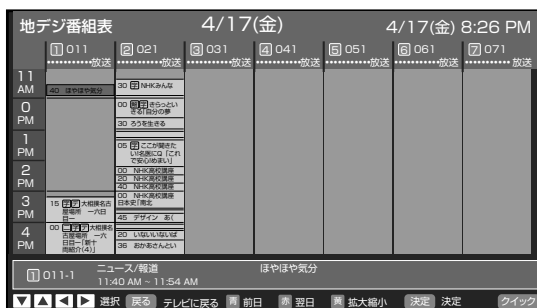 地デジ番組表 4/17(金) 4/17(金) 8:26 PM
1 011 2 021 3 031 4 041 5 051 6 061 7 071
••••••••••放送 ••••••••••放送 ••••••••••放送 ••••••••••放送 ••••••••••放送 ••••••••••放送 ••••••••••放送
11 AM
40 ほやほや気分
30 字 NHKみんな
0 PM
00 解字きらっといきる「自分の夢
30 ろうを生きる
1 PM
05 字 ここが聞きたい!名医にQ「これで安心!めまい」
2 PM
00 NHK高校講座
20 NHK高校講座
40 NHK高校講座
3 PM
00 NHK高校講座
日本史「南北
15 字デ大相撲名古屋場所 一六日目ー
45 デザイン あ(
4 PM
00 二字デ大相撲名古屋場所 一六日目ー「新十両紹介(4)」
20 いないいないば
36 おかあさんとい
1 011-1 ニュース/報道 ほやほや気分
11:40 AM ~ 11:54 AM
▼▲◀▶ 選択 戻る テレビに戻る 青 前日 赤 翌日 黄 拡大縮小 決定 決定 クイック